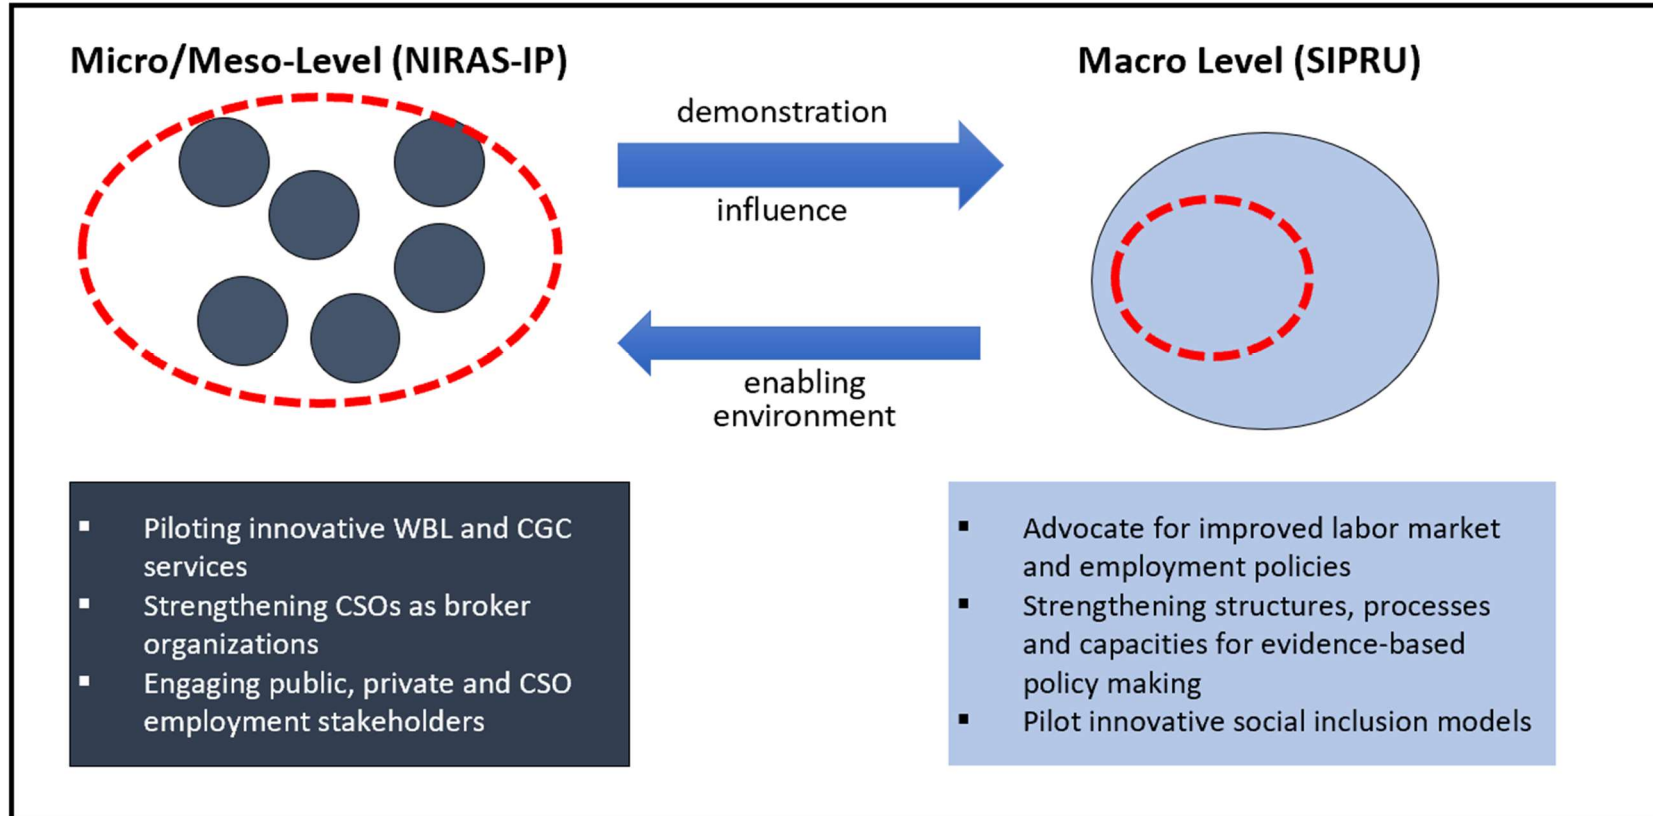 Micro/Meso-Level (NIRAS-IP)
Macro Level (SIPRU)
demonstration
influence
enabling
environment
▪ Piloting innovative WBL and CGC
services
▪ Strengthening CSOs as broker
organizations
▪ Engaging public, private and CSO
employment stakeholders
▪ Advocate for improved labor market
and employment policies
▪ Strengthening structures, processes
and capacities for evidence-based
policy making
▪ Pilot innovative social inclusion models